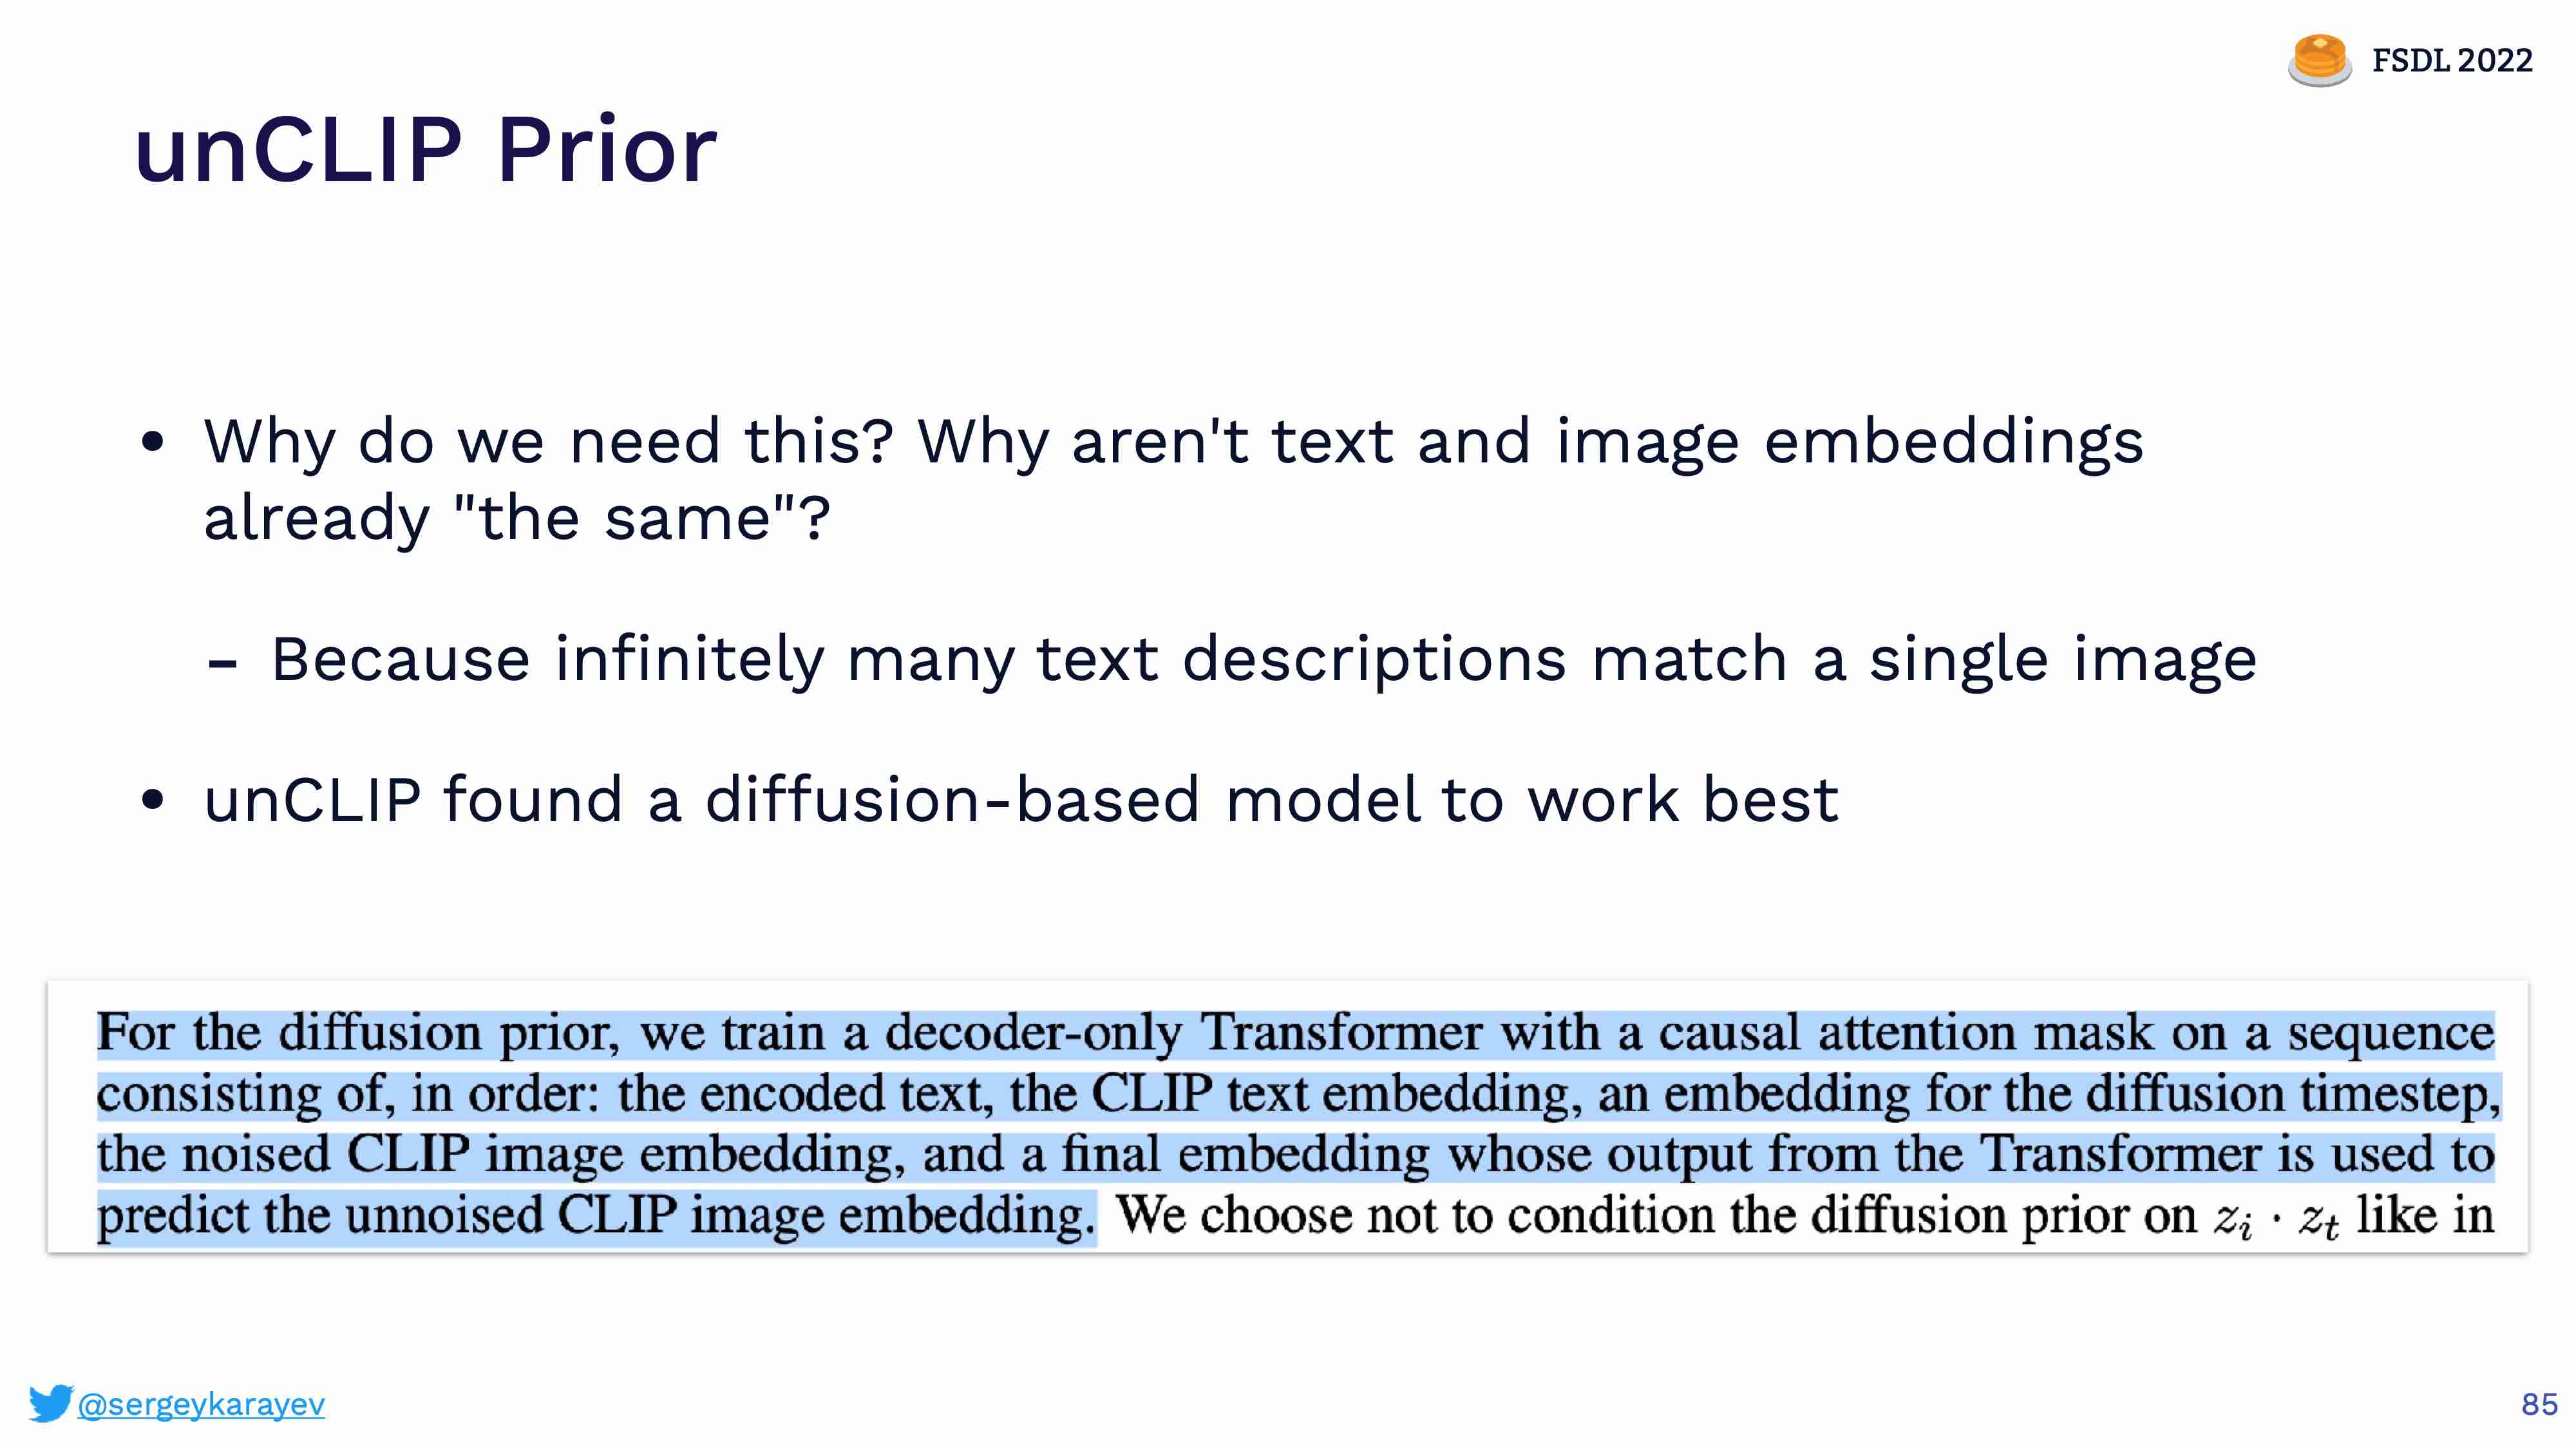 FSDL 2022
unCLIP Prior
• Why do we need this? Why aren't text and image embeddings
already "the same"?
- Because infinitely many text descriptions match a single image
• unCLIP found a diffusion-based model to work best
For the diffusion prior, we train a decoder-only Transformer with a causal attention mask on a sequence
consisting of, in order: the encoded text, the CLIP text embedding, an embedding for the diffusion timestep,
the noised CLIP image embedding, and a final embedding whose output from the Transformer is used to
predict the unnoised CLIP image embedding. We choose not to condition the diffusion prior on zᵢ · zₜ like in
@sergeykarayev
85